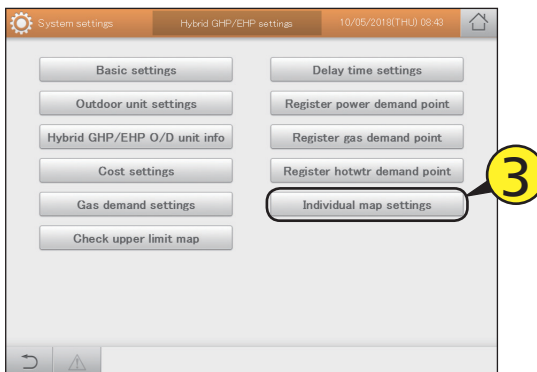 System settings
Hybrid GHP/EHP settings
10/05/2018(THU) 08:43
Basic settings
Outdoor unit settings
Hybrid GHP/EHP O/D unit info
Cost settings
Gas demand settings
Check upper limit map
Delay time settings
Register power demand point
Register gas demand point
Register hotwtr demand point
Individual map settings
3